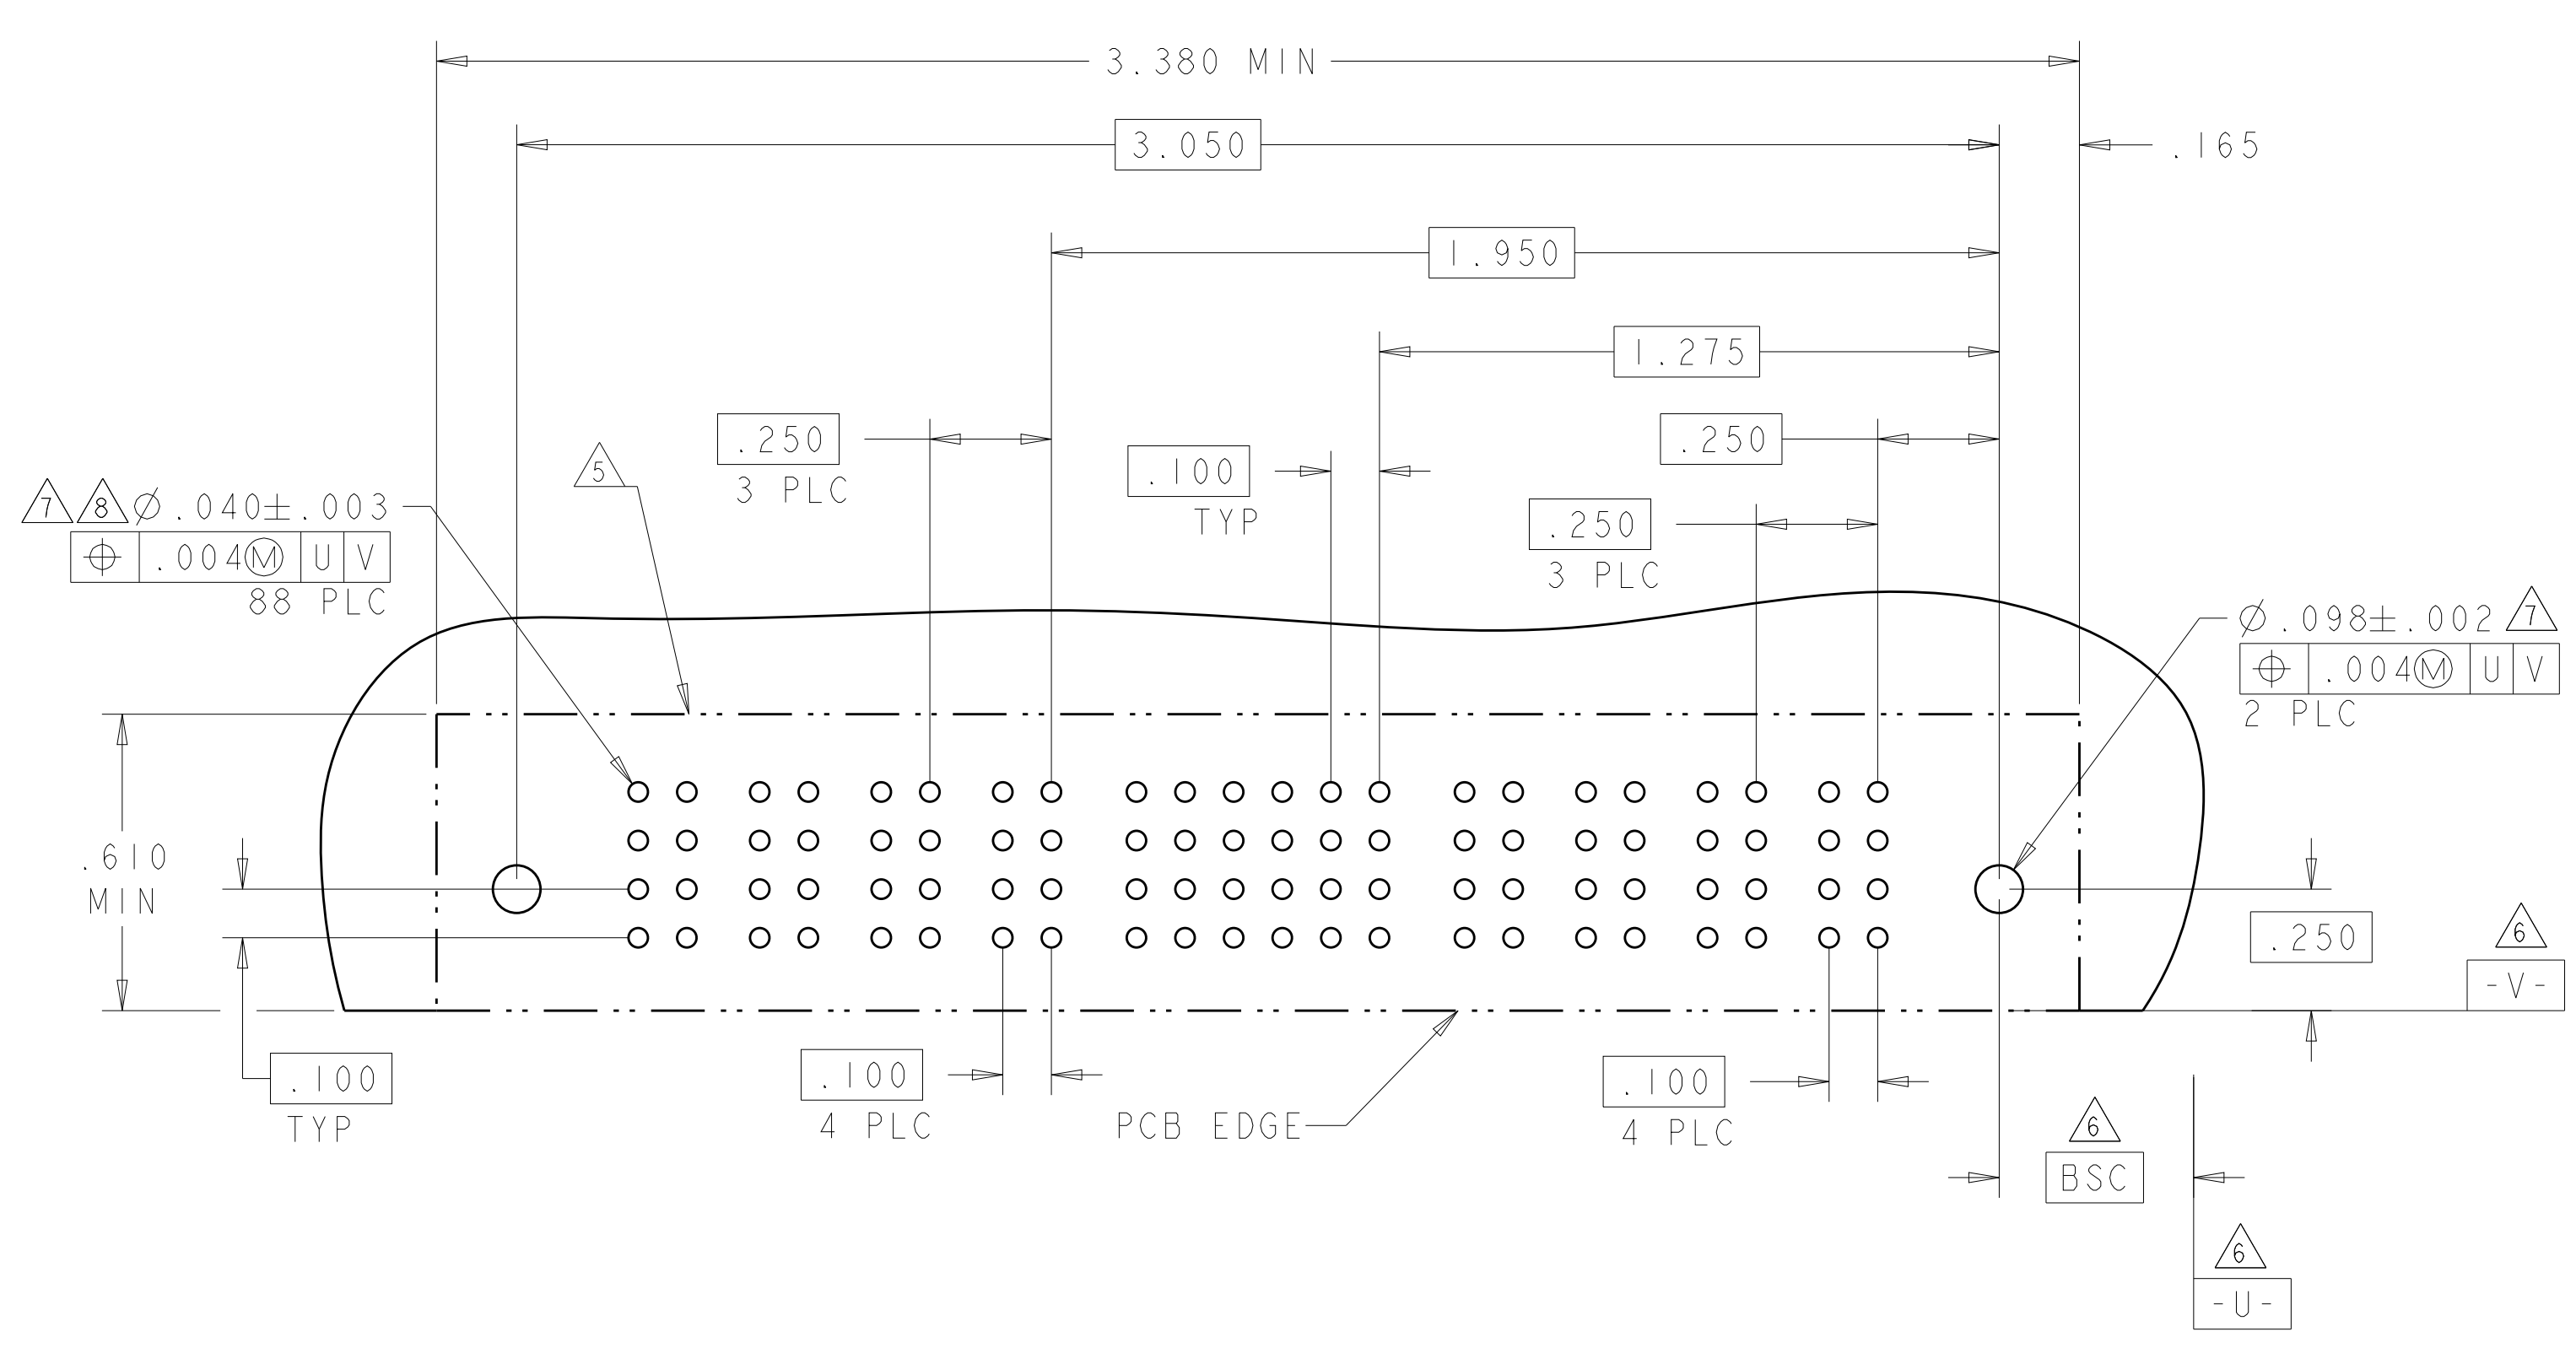 3.380 MIN
3.050
.165
1.950
1.275
.250
3 PLC
.100
TYP
.250
.250
3 PLC
5
7 8 ⌀.040±.003
⌖ .004Ⓜ U V
88 PLC
⌀.098±.002 7
⌖ .004Ⓜ U V
2 PLC
.610
MIN
.250
6
-V-
.100
TYP
.100
4 PLC
PCB EDGE
.100
4 PLC
6
BSC
6
-U-